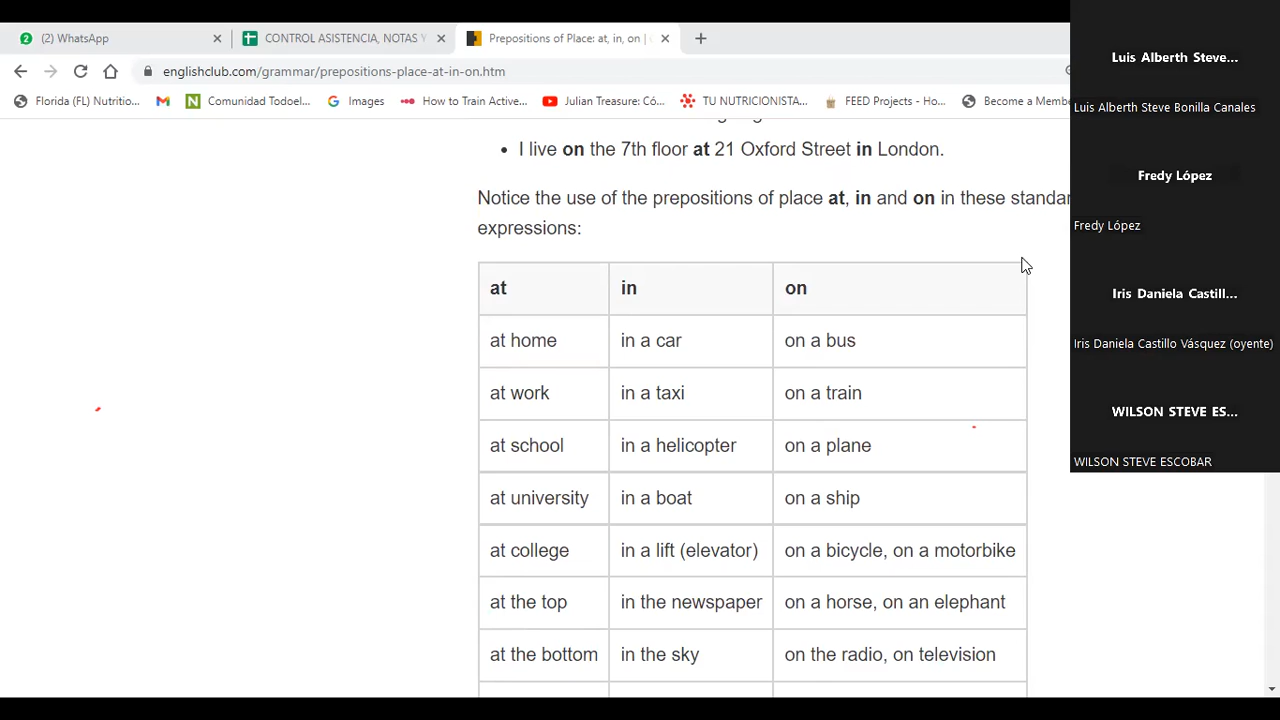 (2) WhatsApp
CONTROL ASISTENCIA, NOTAS Y
Prepositions of Place: at, in, on |
englishclub.com/grammar/prepositions-place-at-in-on.htm
Florida (FL) Nutritio...
Comunidad Todoel...
Images
How to Train Active...
Julian Treasure: Có...
TU NUTRICIONISTA...
FEED Projects - Ho...
Become a Membe
• I live on the 7th floor at 21 Oxford Street in London.
Notice the use of the prepositions of place at, in and on in these standar
expressions:
at in on
at home in a car on a bus
at work in a taxi on a train
at school in a helicopter on a plane
at university in a boat on a ship
at college in a lift (elevator) on a bicycle, on a motorbike
at the top in the newspaper on a horse, on an elephant
at the bottom in the sky on the radio, on television
Luis Alberth Steve...
Luis Alberth Steve Bonilla Canales
Fredy López
Fredy López
Iris Daniela Castill...
Iris Daniela Castillo Vásquez (oyente)
WILSON STEVE ES...
WILSON STEVE ESCOBAR